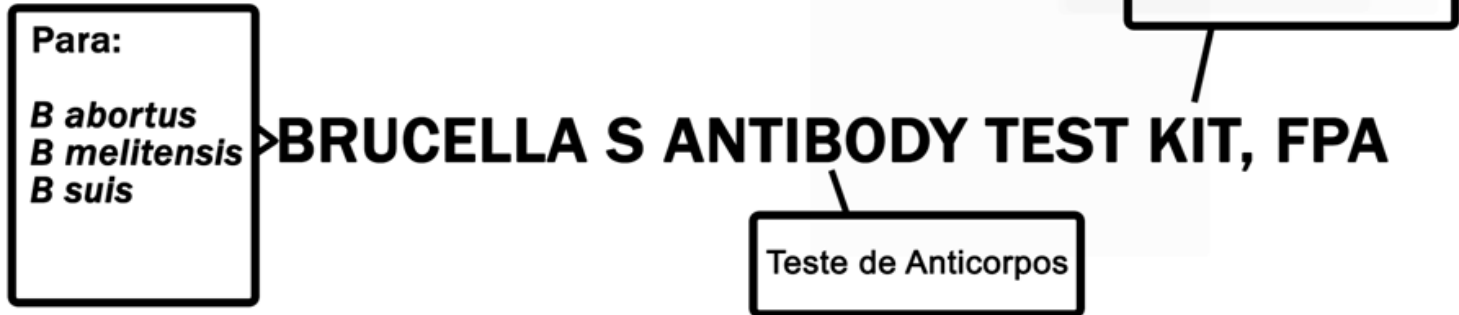 Para:
B abortus
B melitensis
B suis
BRUCELLA S ANTIBODY TEST KIT, FPA
Teste de Anticorpos